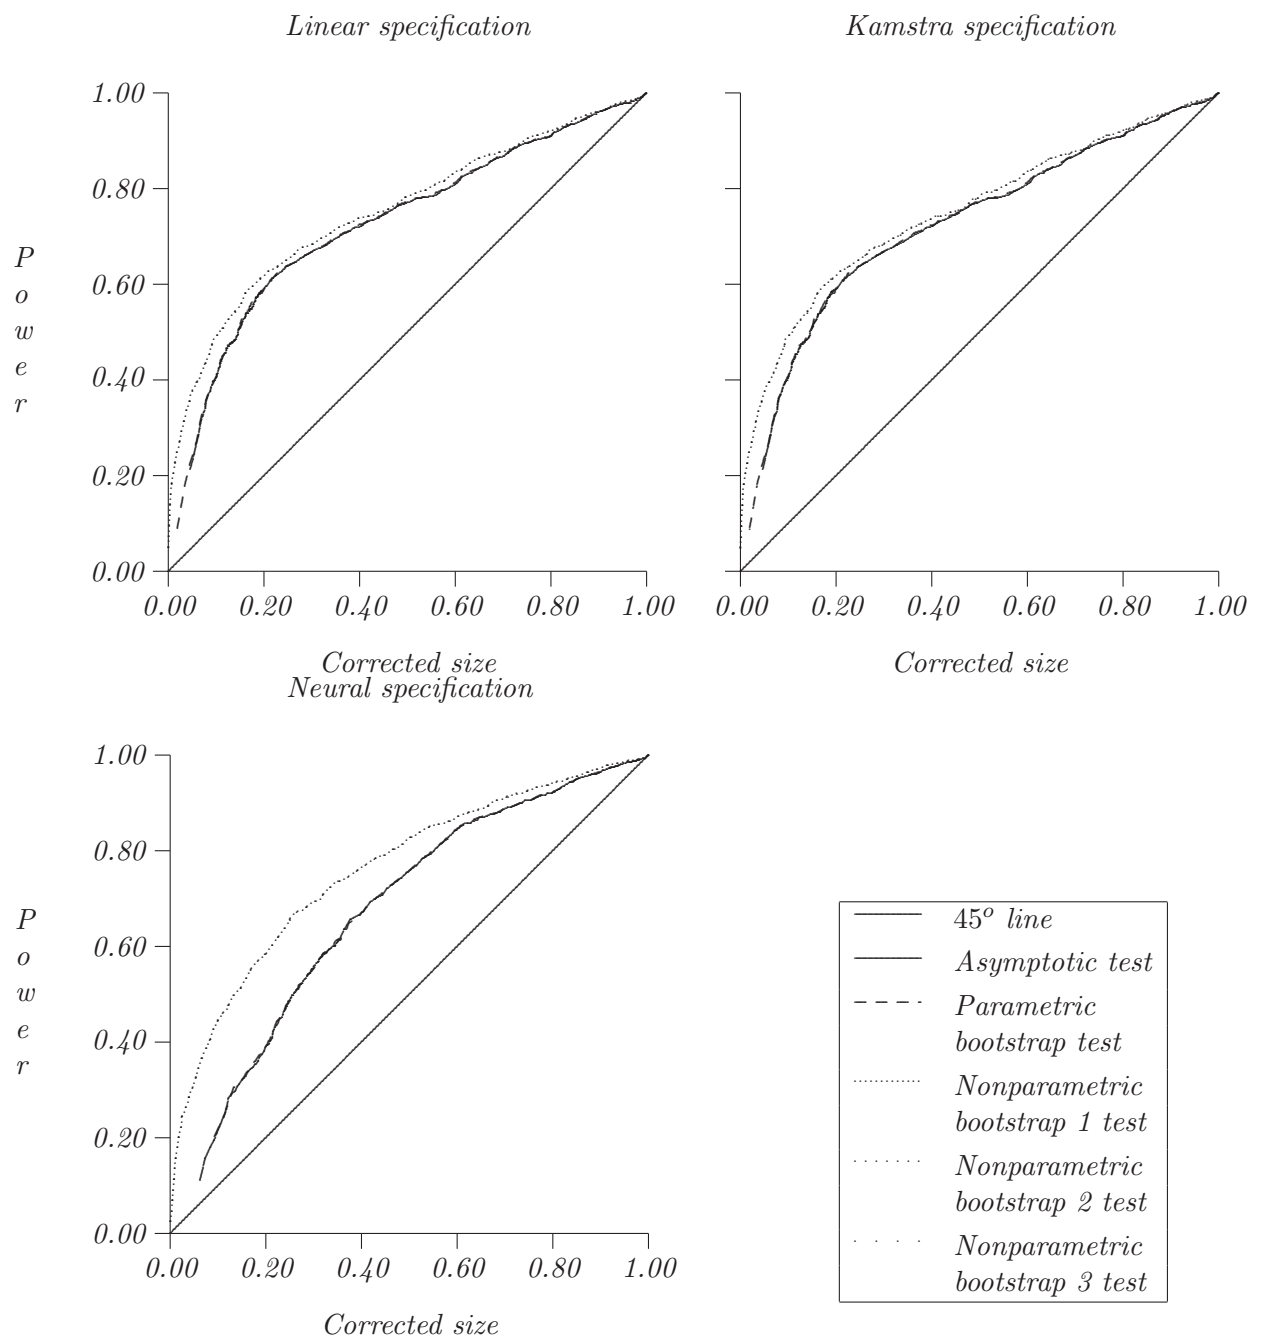 Linear specification
Kamstra specification
1.00
0.80
0.60
0.40
0.20
0.00
P
o
w
e
r
0.00 0.20 0.40 0.60 0.80 1.00
0.00 0.20 0.40 0.60 0.80 1.00
Corrected size
Corrected size
Neural specification
1.00
0.80
0.60
0.40
0.20
0.00
P
o
w
e
r
0.00 0.20 0.40 0.60 0.80 1.00
Corrected size
45° line
Asymptotic test
Parametric
bootstrap test
Nonparametric
bootstrap 1 test
Nonparametric
bootstrap 2 test
Nonparametric
bootstrap 3 test